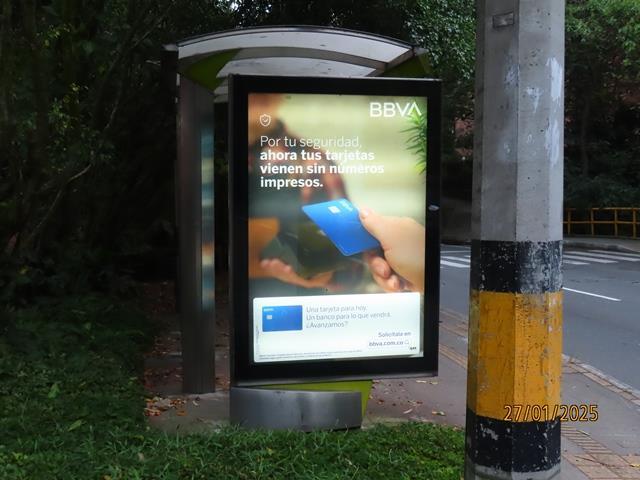 BBVA
Por tu seguridad,
ahora tus tarjetas
vienen sin números
impresos.
Una tarjeta para hoy.
Un banco para lo que vendrá.
¿Avanzamos?
Solicítala en
bbva.com.co
27/01/2025